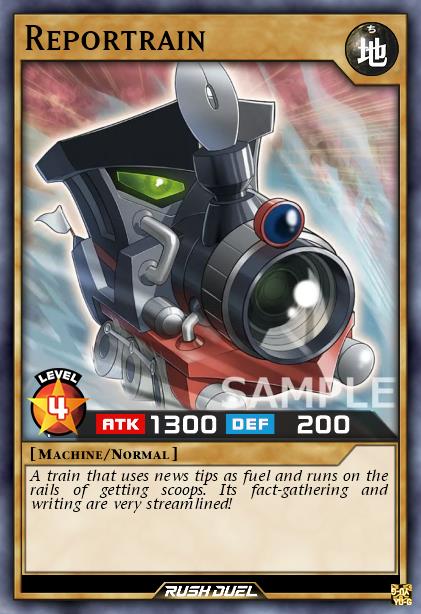 REPORTRAIN
ち
地
SAMPLE
LEVEL
4
ATK 1300 DEF 200
[MACHINE/NORMAL]
A train that uses news tips as fuel and runs on the
rails of getting scoops. Its fact-gathering and
writing are very streamlined!
RUSH DUEL